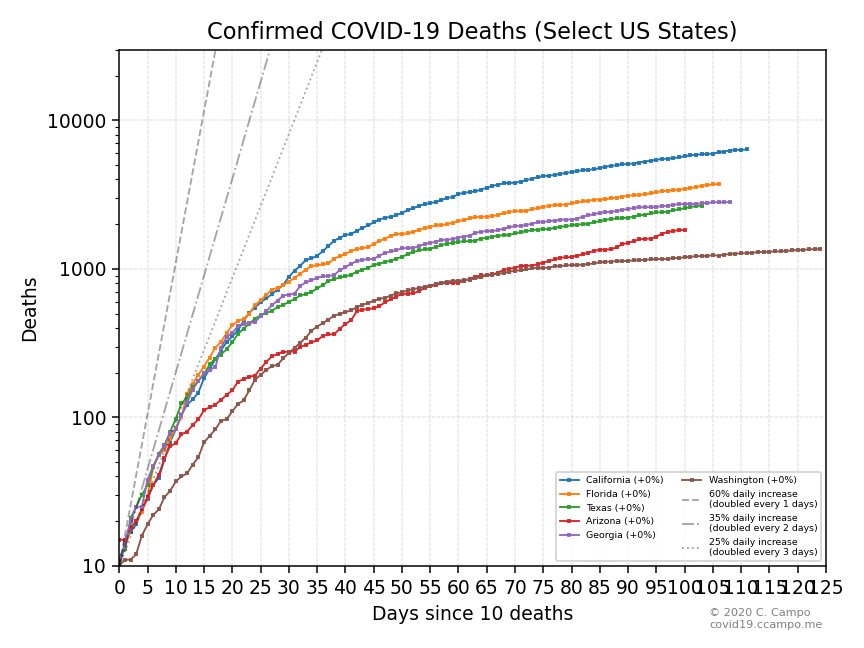 Confirmed COVID-19 Deaths (Select US States)
Deaths
10000
1000
100
10
California (+0%)
Florida (+0%)
Texas (+0%)
Arizona (+0%)
Georgia (+0%)
Washington (+0%)
60% daily increase
(doubled every 1 days)
35% daily increase
(doubled every 2 days)
25% daily increase
(doubled every 3 days)
0 5 10 15 20 25 30 35 40 45 50 55 60 65 70 75 80 85 90 95 100 105 110 115 120 125
Days since 10 deaths
© 2020 C. Campo
covid19.ccampo.me